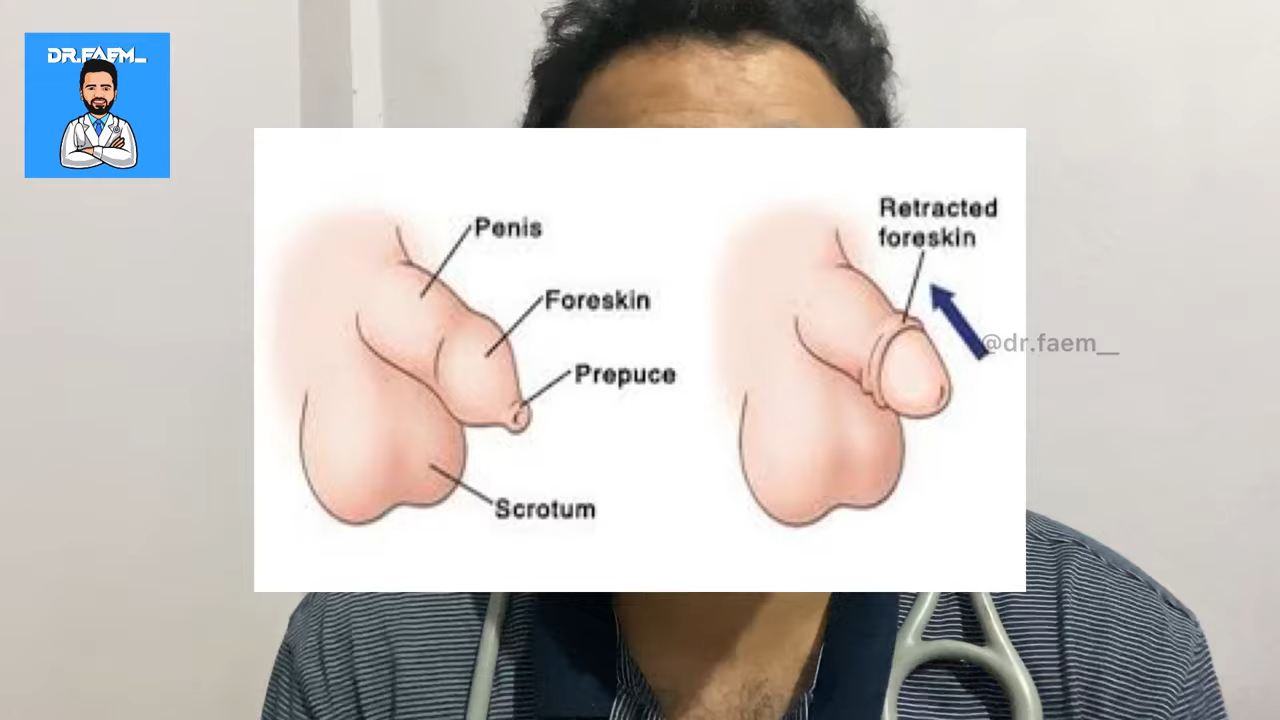 DR.FAEM_
Penis
Foreskin
Prepuce
Scrotum
Retracted
foreskin
@dr.faem__